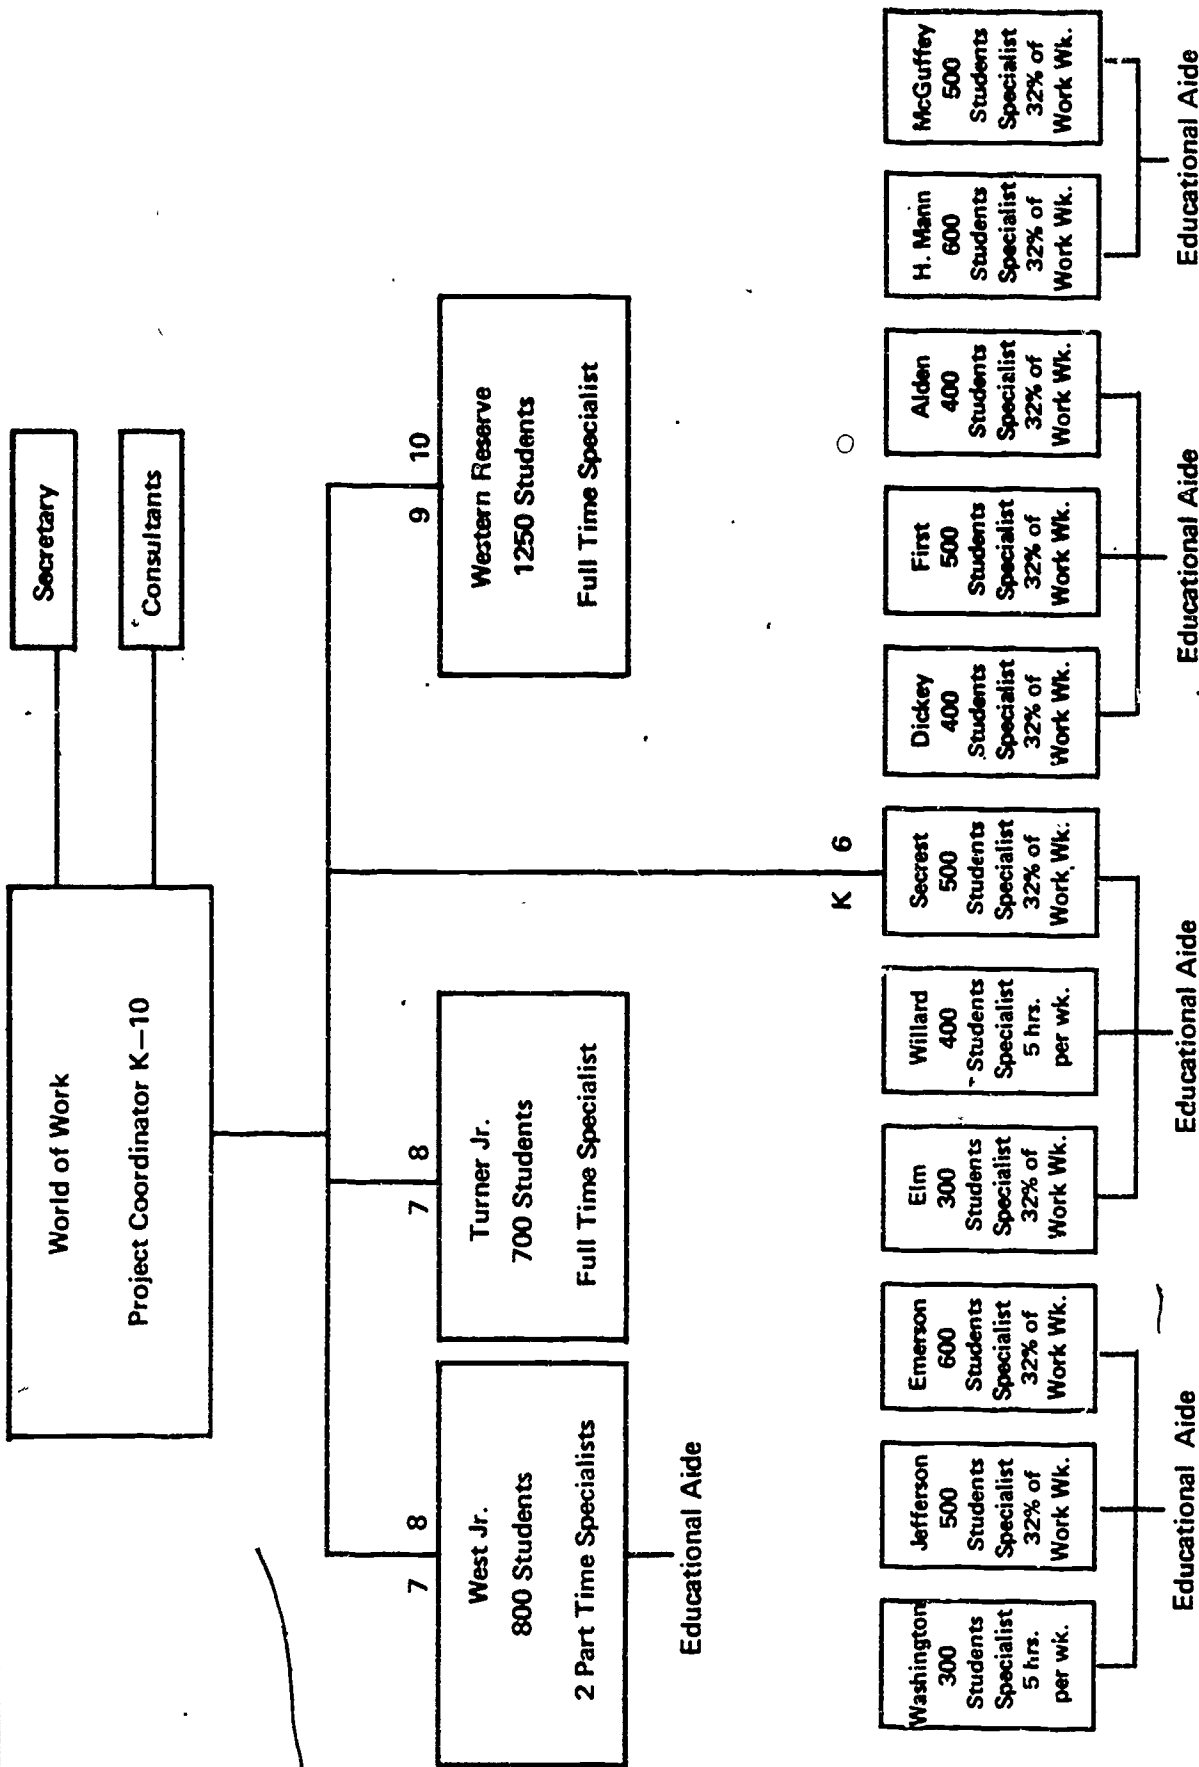 World of Work
Project Coordinator K—10
Secretary
Consultants
7 8
West Jr.
800 Students
2 Part Time Specialists
Educational Aide
7 8
Turner Jr.
700 Students
Full Time Specialist
9 10
Western Reserve
1250 Students
Full Time Specialist
K 6
Washington
300
Students
Specialist
5 hrs.
per wk.
Jefferson
500
Students
Specialist
32% of
Work Wk.
Emerson
600
Students
Specialist
32% of
Work Wk.
Educational Aide
Elm
300
Students
Specialist
32% of
Work Wk.
Willard
400
Students
Specialist
5 hrs.
per wk.
Secrest
500
Students
Specialist
32% of
Work Wk.
Educational Aide
Dickey
400
Students
Specialist
32% of
Work Wk.
First
500
Students
Specialist
32% of
Work Wk.
Alden
400
Students
Specialist
32% of
Work Wk.
Educational Aide
H. Mann
600
Students
Specialist
32% of
Work Wk.
McGuffey
500
Students
Specialist
32% of
Work Wk.
Educational Aide